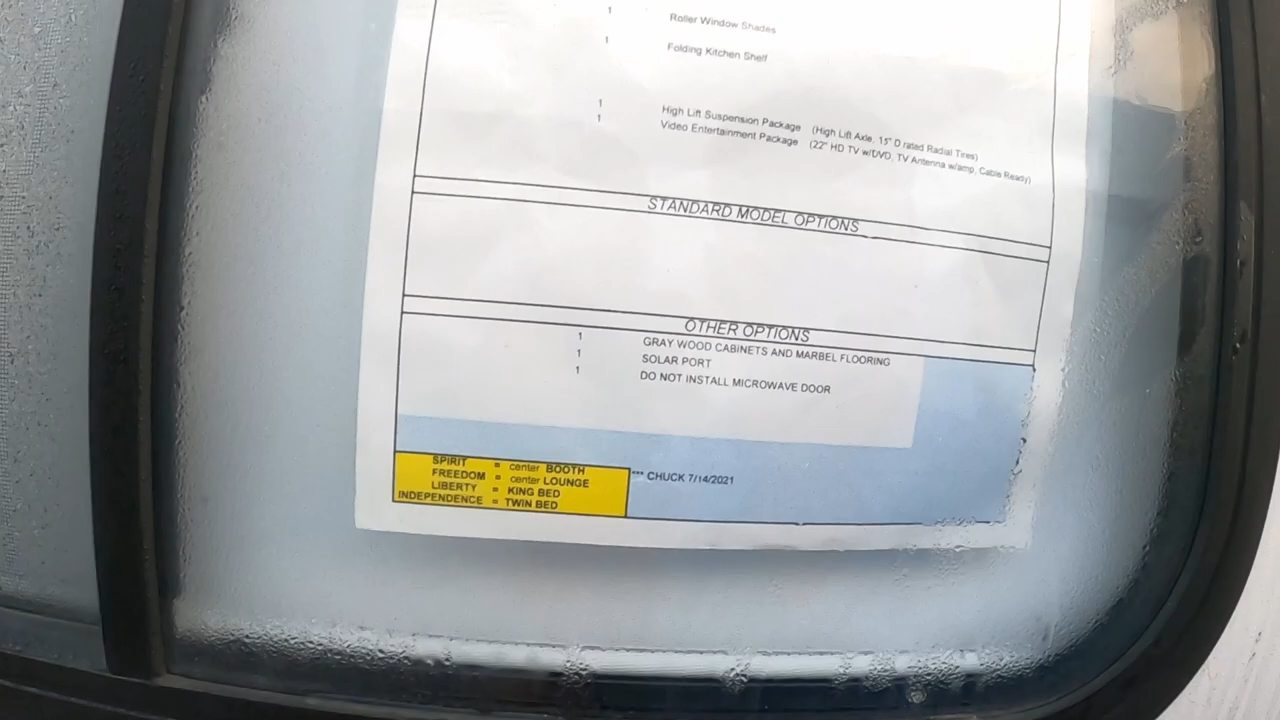 1 Roller Window Shades
1 Folding Kitchen Shelf
1 High Lift Suspension Package (High Lift Axle, 15" D rated Radial Tires)
1 Video Entertainment Package (22" HD TV w/DVD, TV Antenna w/amp, Cable Ready)
STANDARD MODEL OPTIONS
OTHER OPTIONS
1 GRAY WOOD CABINETS AND MARBEL FLOORING
1 SOLAR PORT
1 DO NOT INSTALL MICROWAVE DOOR
SPIRIT = center BOOTH
FREEDOM = center LOUNGE
LIBERTY = KING BED
INDEPENDENCE = TWIN BED
*** CHUCK 7/14/2021